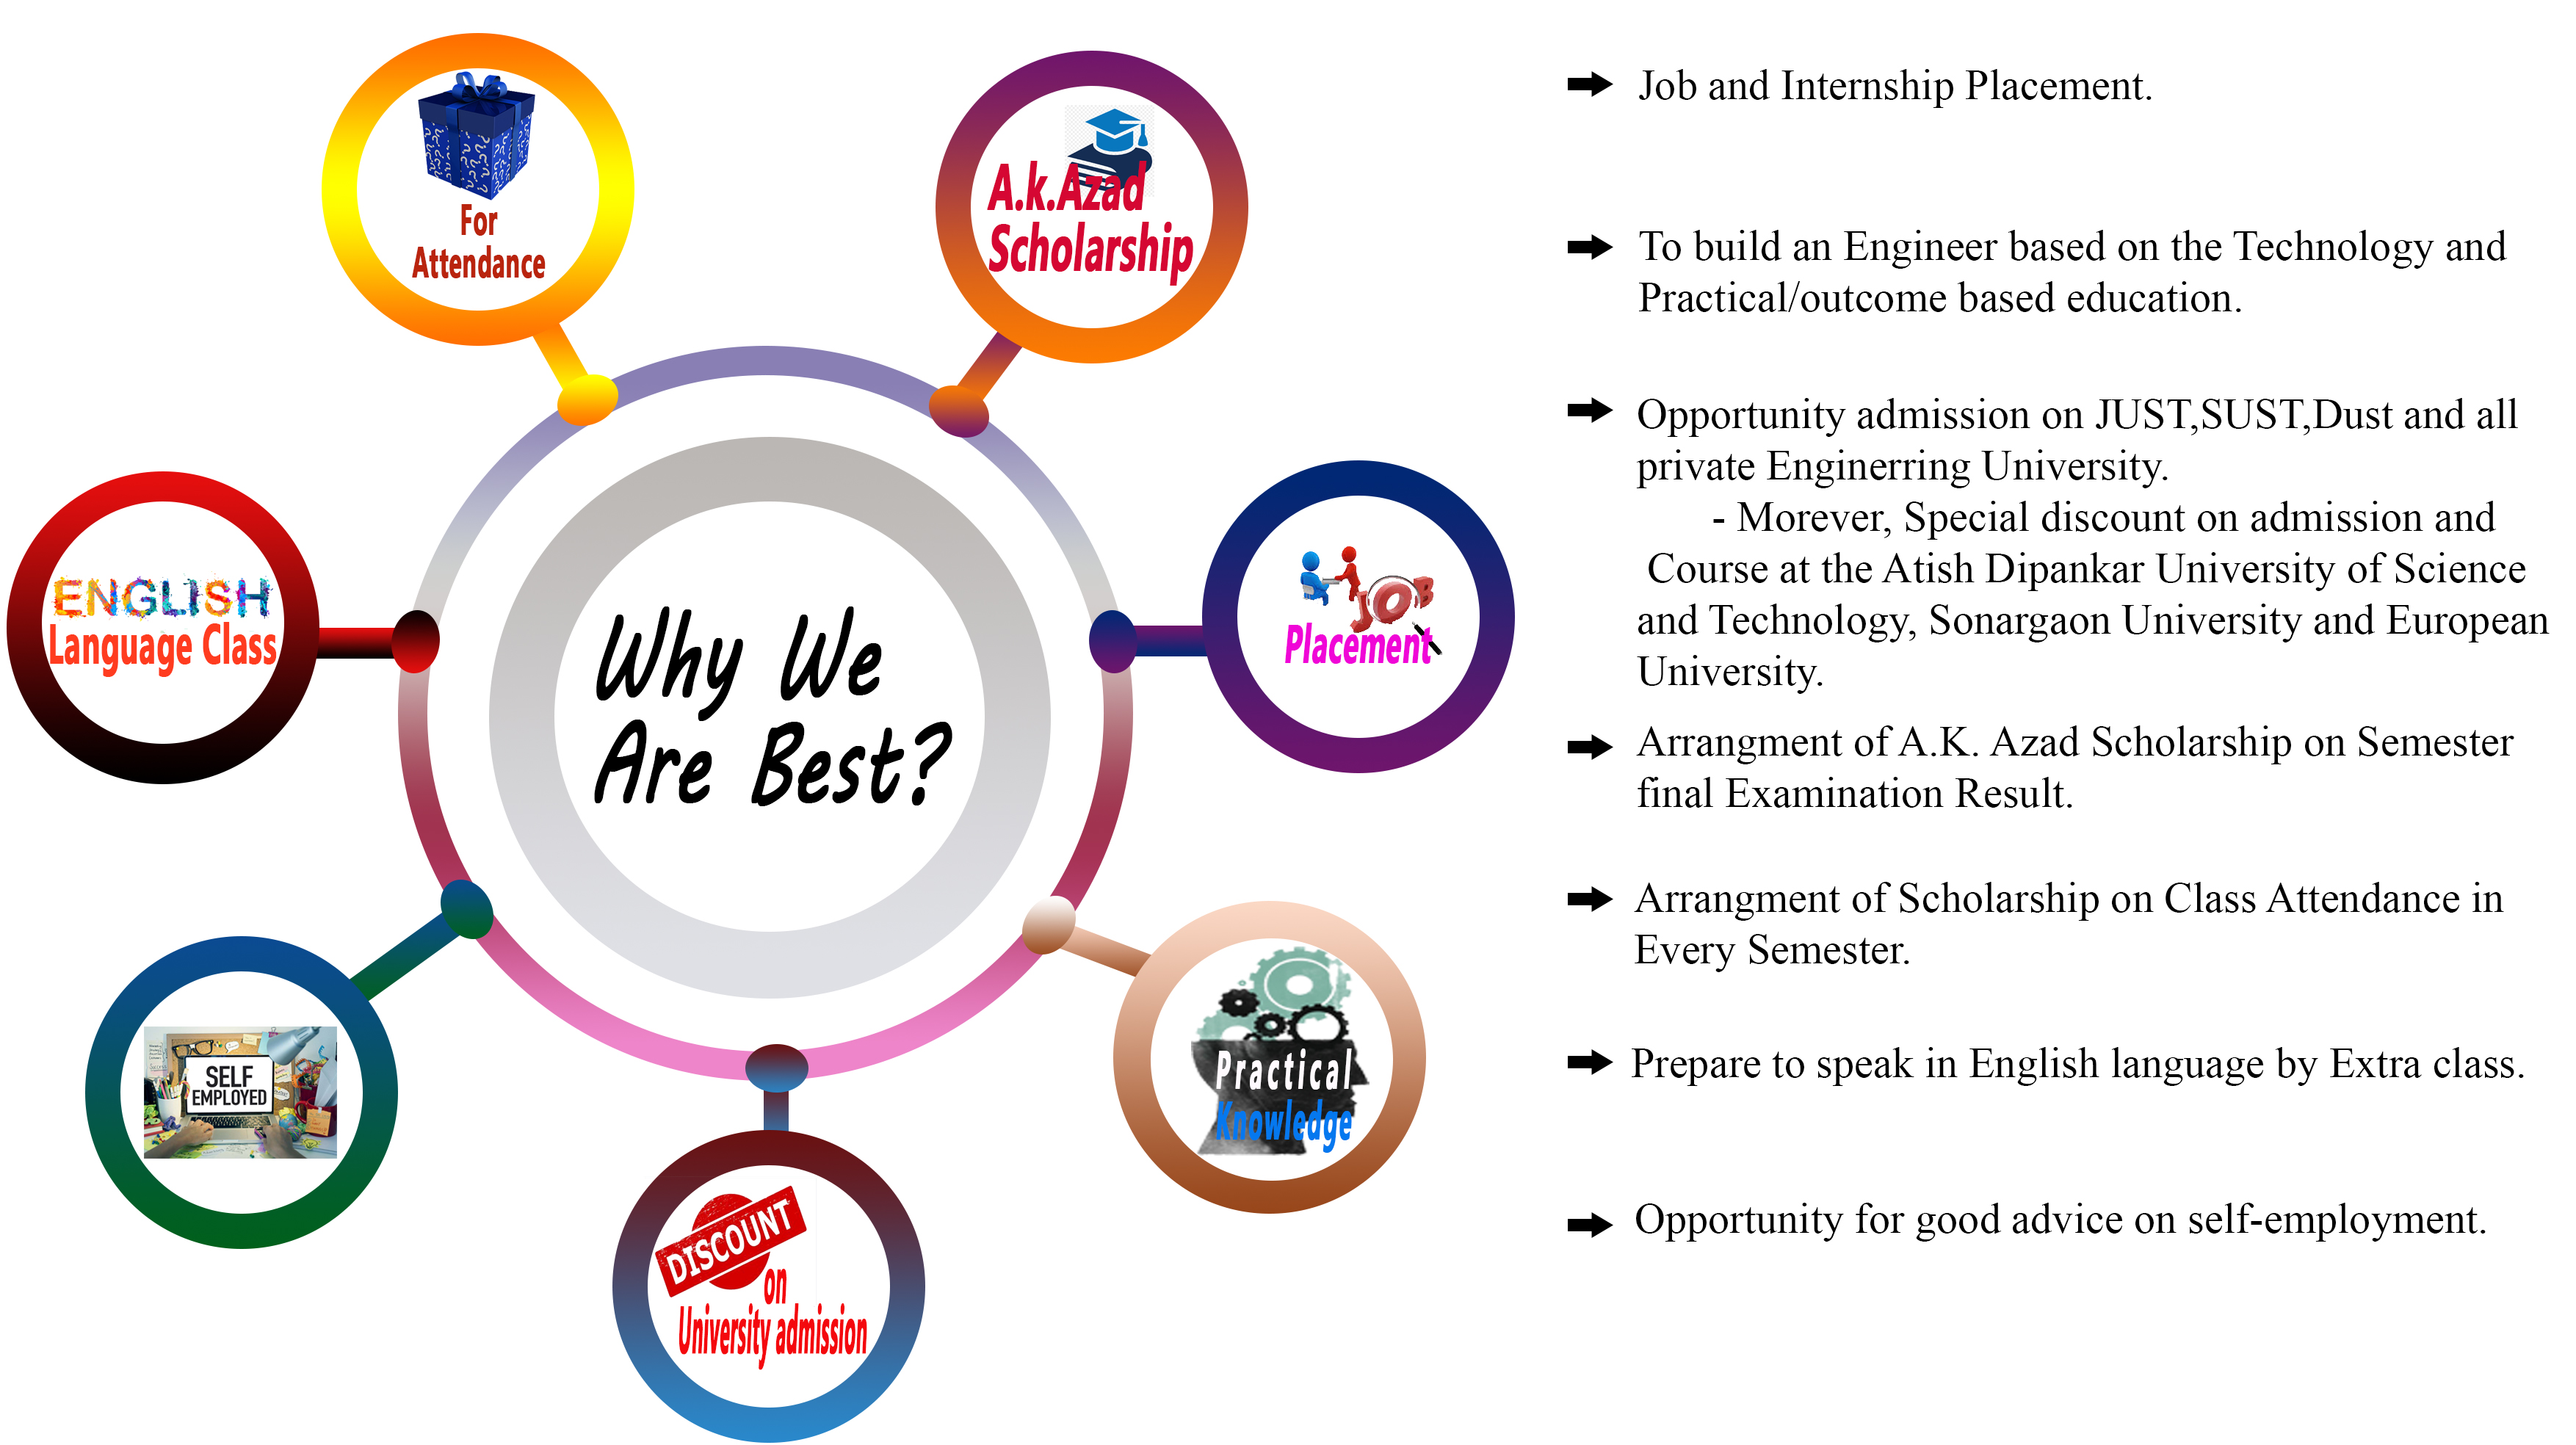 For
Attendance
A.k.Azad
Scholarship
ENGLISH
Language Class
Why We
Are Best?
JOB
Placement
SELF
EMPLOYED
Practical
Knowledge
DISCOUNT
on
University admission
Job and Internship Placement.
To build an Engineer based on the Technology and
Practical/outcome based education.
Opportunity admission on JUST,SUST,Dust and all
private Enginerring University.
- Morever, Special discount on admission and
Course at the Atish Dipankar University of Science
and Technology, Sonargaon University and European
University.
Arrangment of A.K. Azad Scholarship on Semester
final Examination Result.
Arrangment of Scholarship on Class Attendance in
Every Semester.
Prepare to speak in English language by Extra class.
Opportunity for good advice on self-employment.